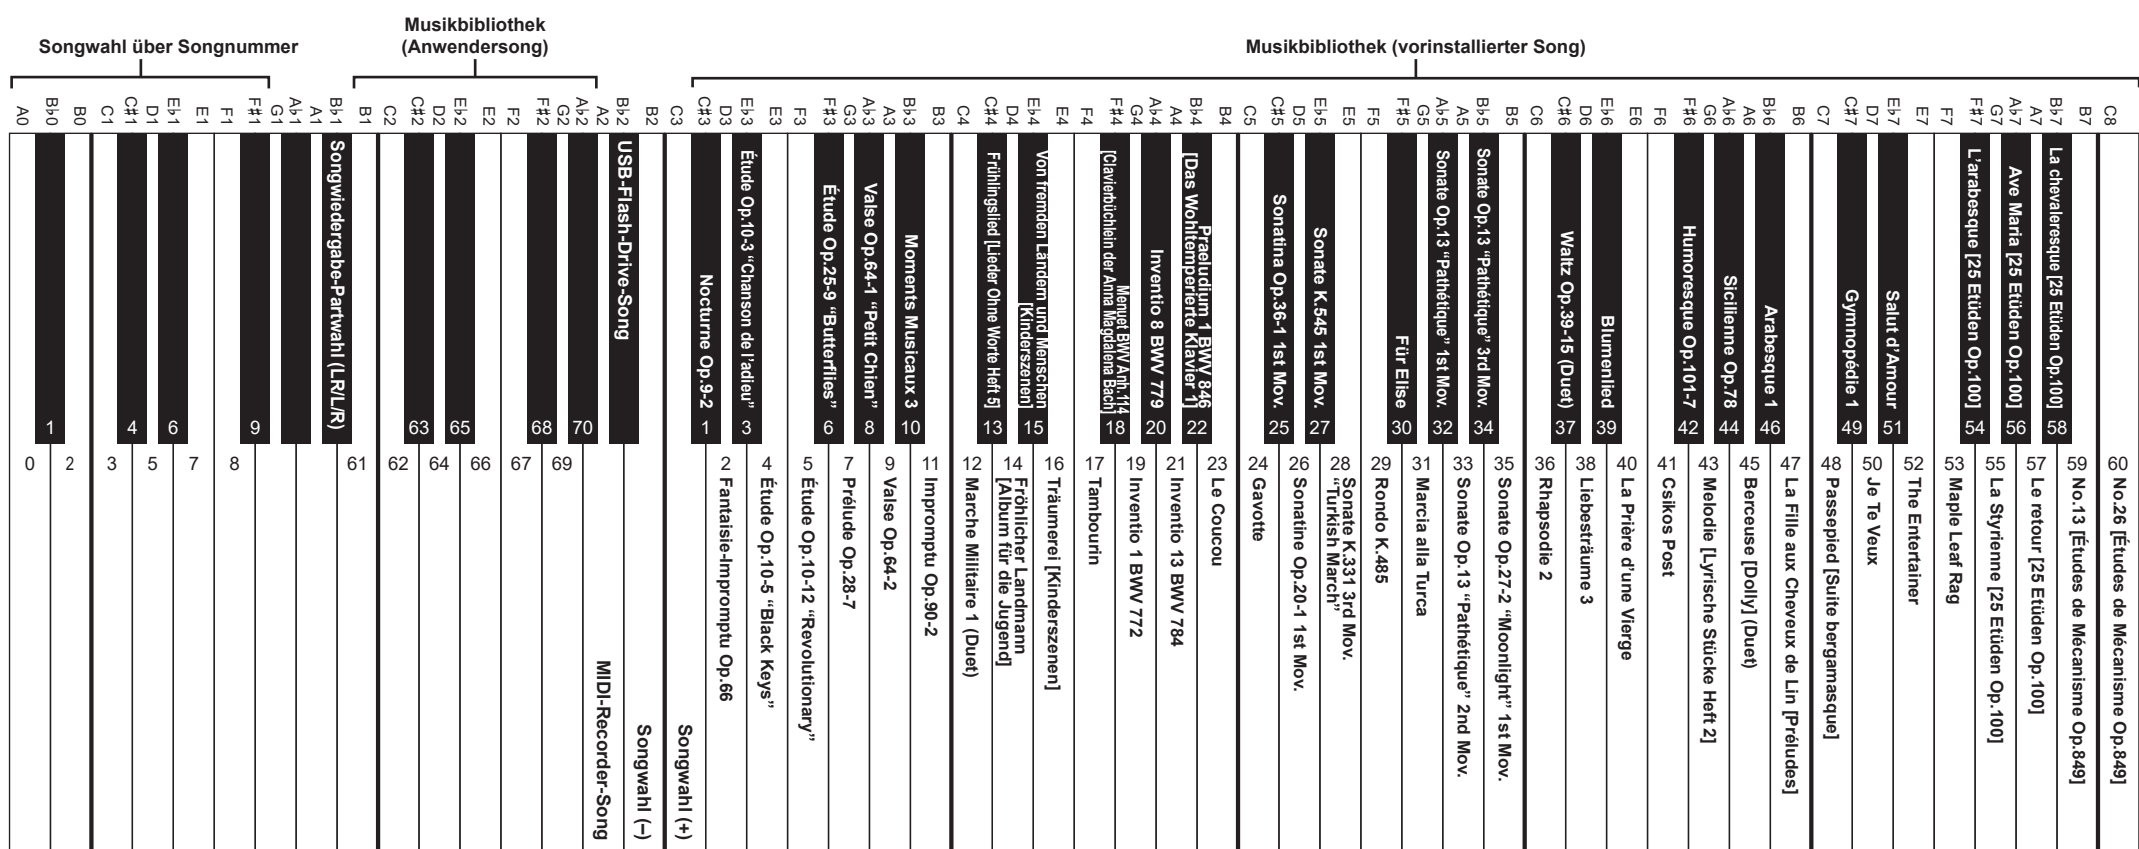 Songwahl über Songnummer
Musikbibliothek
(Anwendersong)
Musikbibliothek (vorinstallierter Song)
A0
B♭0
B0
C1
C#1
D1
E♭1
E1
F1
F#1
G1
A♭1
A1
B♭1
B1
C2
C#2
D2
E♭2
E2
F2
F#2
G2
A♭2
A2
B♭2
B2
C3
C#3
D3
E♭3
E3
F3
F#3
G3
A♭3
A3
B♭3
B3
C4
C#4
D4
E♭4
E4
F4
F#4
G4
A♭4
A4
B♭4
B4
C5
C#5
D5
E♭5
E5
F5
F#5
G5
A♭5
A5
B♭5
B5
C6
C#6
D6
E♭6
E6
F6
F#6
G6
A♭6
A6
B♭6
B6
C7
C#7
D7
E♭7
E7
F7
F#7
G7
A♭7
A7
B♭7
B7
C8
0
1
2
3
4
5
6
7
8
9
Songwiedergabe-Partwahl (LR/L/R)
61
62
63
64
65
66
67
68
69
70
MIDI-Recorder-Song
USB-Flash-Drive-Song
Songwahl (–)
Songwahl (+)
Nocturne Op.9-2
1
2
Fantaisie-Impromptu Op.66
Étude Op.10-3 “Chanson de l’adieu”
3
4
Étude Op.10-5 “Black Keys”
5
Étude Op.10-12 “Revolutionary”
Étude Op.25-9 “Butterflies”
6
7
Prélude Op.28-7
Valse Op.64-1 “Petit Chien”
8
9
Valse Op.64-2
Moments Musicaux 3
10
11
Impromptu Op.90-2
12
Marche Militaire 1 (Duet)
Frühlingslied [Lieder Ohne Worte Heft 5]
13
14
Fröhlicher Landmann
[Album für die Jugend]
Von fremden Ländern und Menschen
[Kinderszenen]
15
16
Träumerei [Kinderszenen]
17
Tambourin
Menuet BWV Anh.114
[Clavierbüchlein der Anna Magdalena Bach]
18
19
Inventio 1 BWV 772
Inventio 8 BWV 779
20
21
Inventio 13 BWV 784
Praeludium 1 BWV 846
[Das Wohltemperierte Klavier 1]
22
23
Le Coucou
24
Gavotte
Sonatina Op.36-1 1st Mov.
25
26
Sonatine Op.20-1 1st Mov.
Sonate K.545 1st Mov.
27
28
Sonate K.331 3rd Mov.
“Turkish March”
29
Rondo K.485
Für Elise
30
31
Marcia alla Turca
Sonate Op.13 “Pathétique” 1st Mov.
32
33
Sonate Op.13 “Pathétique” 2nd Mov.
Sonate Op.13 “Pathétique” 3rd Mov.
34
35
Sonate Op.27-2 “Moonlight” 1st Mov.
36
Rhapsodie 2
Waltz Op.39-15 (Duet)
37
38
Liebesträume 3
Blumenlied
39
40
La Prière d’une Vierge
41
Csikos Post
Humoresque Op.101-7
42
43
Melodie [Lyrische Stücke Heft 2]
Sicilienne Op.78
44
45
Berceuse [Dolly] (Duet)
Arabesque 1
46
47
La Fille aux Cheveux de Lin [Préludes]
48
Passepied [Suite bergamasque]
Gymnopédie 1
49
50
Je Te Veux
Salut d’Amour
51
52
The Entertainer
53
Maple Leaf Rag
L’arabesque [25 Etüden Op.100]
54
55
La Styrienne [25 Etüden Op.100]
Ave Maria [25 Etüden Op.100]
56
57
Le retour [25 Etüden Op.100]
La chevaleresque [25 Etüden Op.100]
58
59
No.13 [Études de Mécanisme Op.849]
60
No.26 [Études de Mécanisme Op.849]